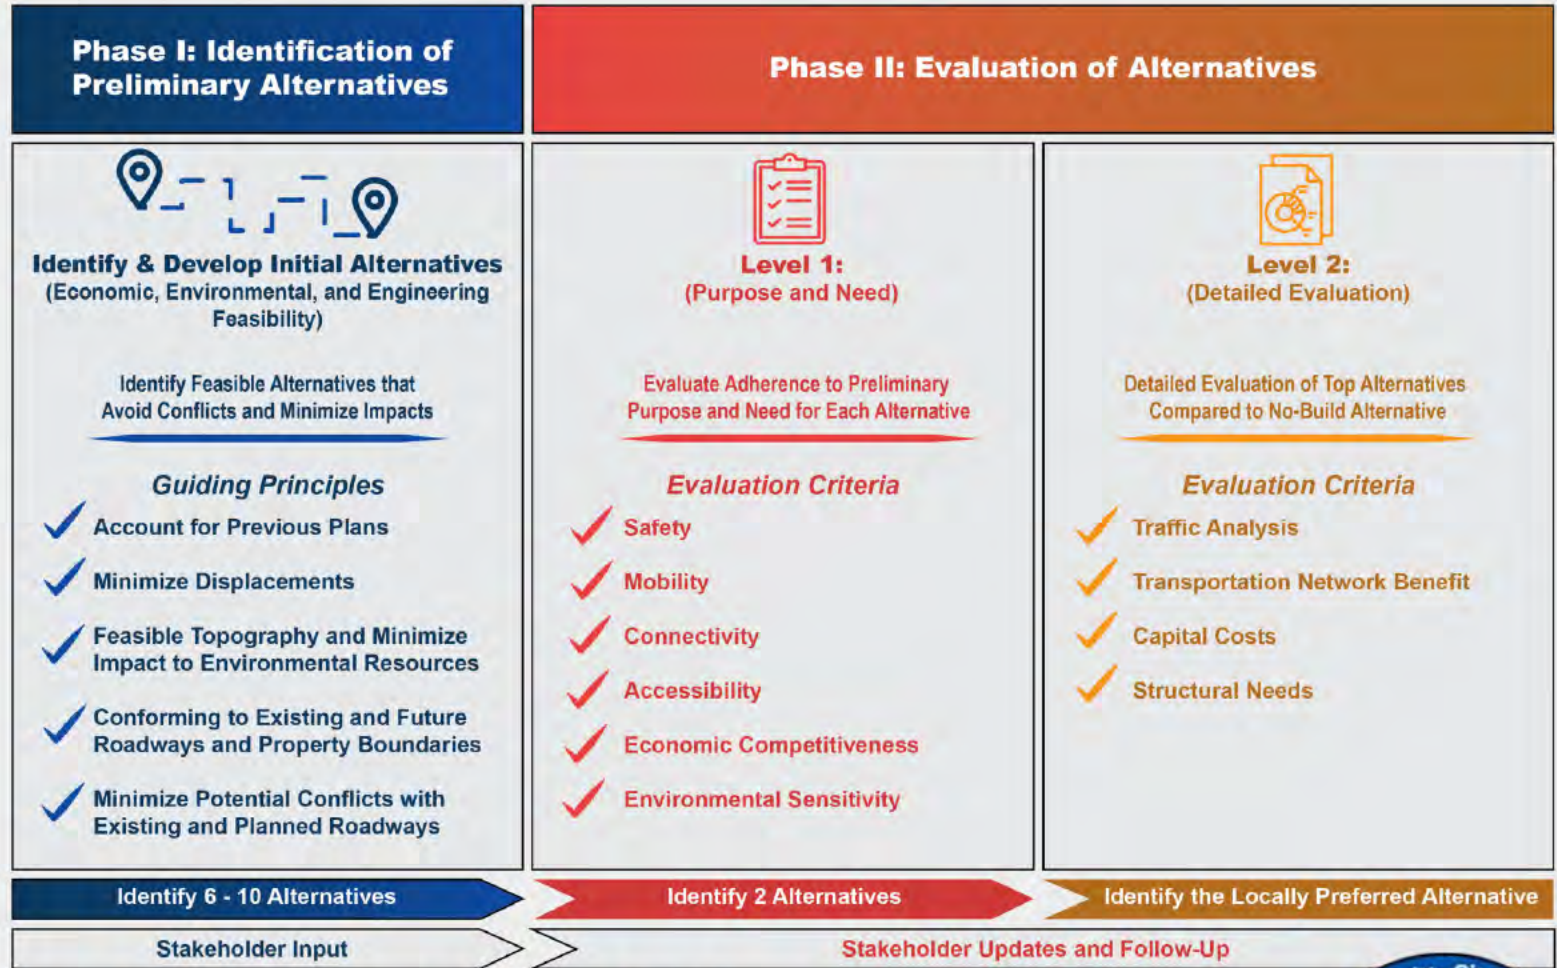 Phase I: Identification of
Preliminary Alternatives
Phase II: Evaluation of Alternatives
Identify & Develop Initial Alternatives
(Economic, Environmental, and Engineering
Feasibility)
Identify Feasible Alternatives that
Avoid Conflicts and Minimize Impacts
Guiding Principles
Account for Previous Plans
Minimize Displacements
Feasible Topography and Minimize
Impact to Environmental Resources
Conforming to Existing and Future
Roadways and Property Boundaries
Minimize Potential Conflicts with
Existing and Planned Roadways
Identify 6 - 10 Alternatives
Stakeholder Input
Level 1:
(Purpose and Need)
Evaluate Adherence to Preliminary
Purpose and Need for Each Alternative
Evaluation Criteria
Safety
Mobility
Connectivity
Accessibility
Economic Competitiveness
Environmental Sensitivity
Identify 2 Alternatives
Level 2:
(Detailed Evaluation)
Detailed Evaluation of Top Alternatives
Compared to No-Build Alternative
Evaluation Criteria
Traffic Analysis
Transportation Network Benefit
Capital Costs
Structural Needs
Identify the Locally Preferred Alternative
Stakeholder Updates and Follow-Up